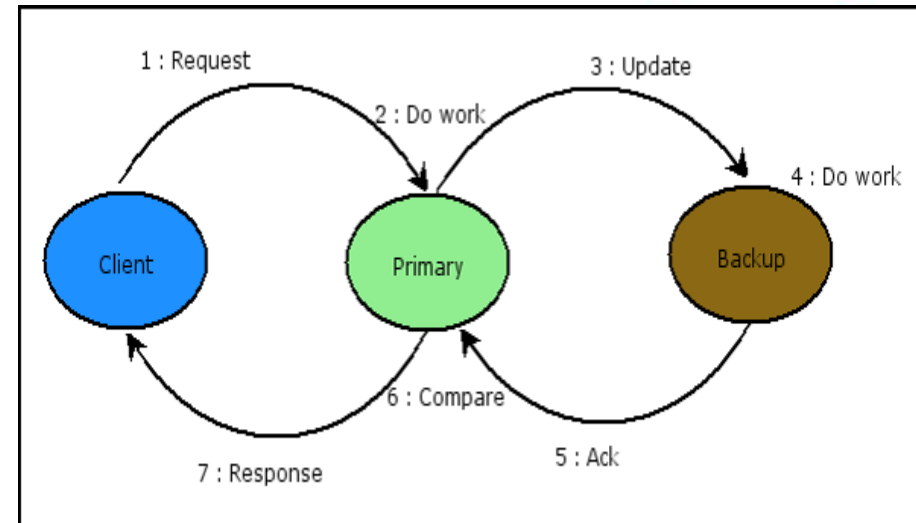 1 : Request
3 : Update
2 : Do work
4 : Do work
Client
Primary
Backup
6 : Compare
5 : Ack
7 : Response